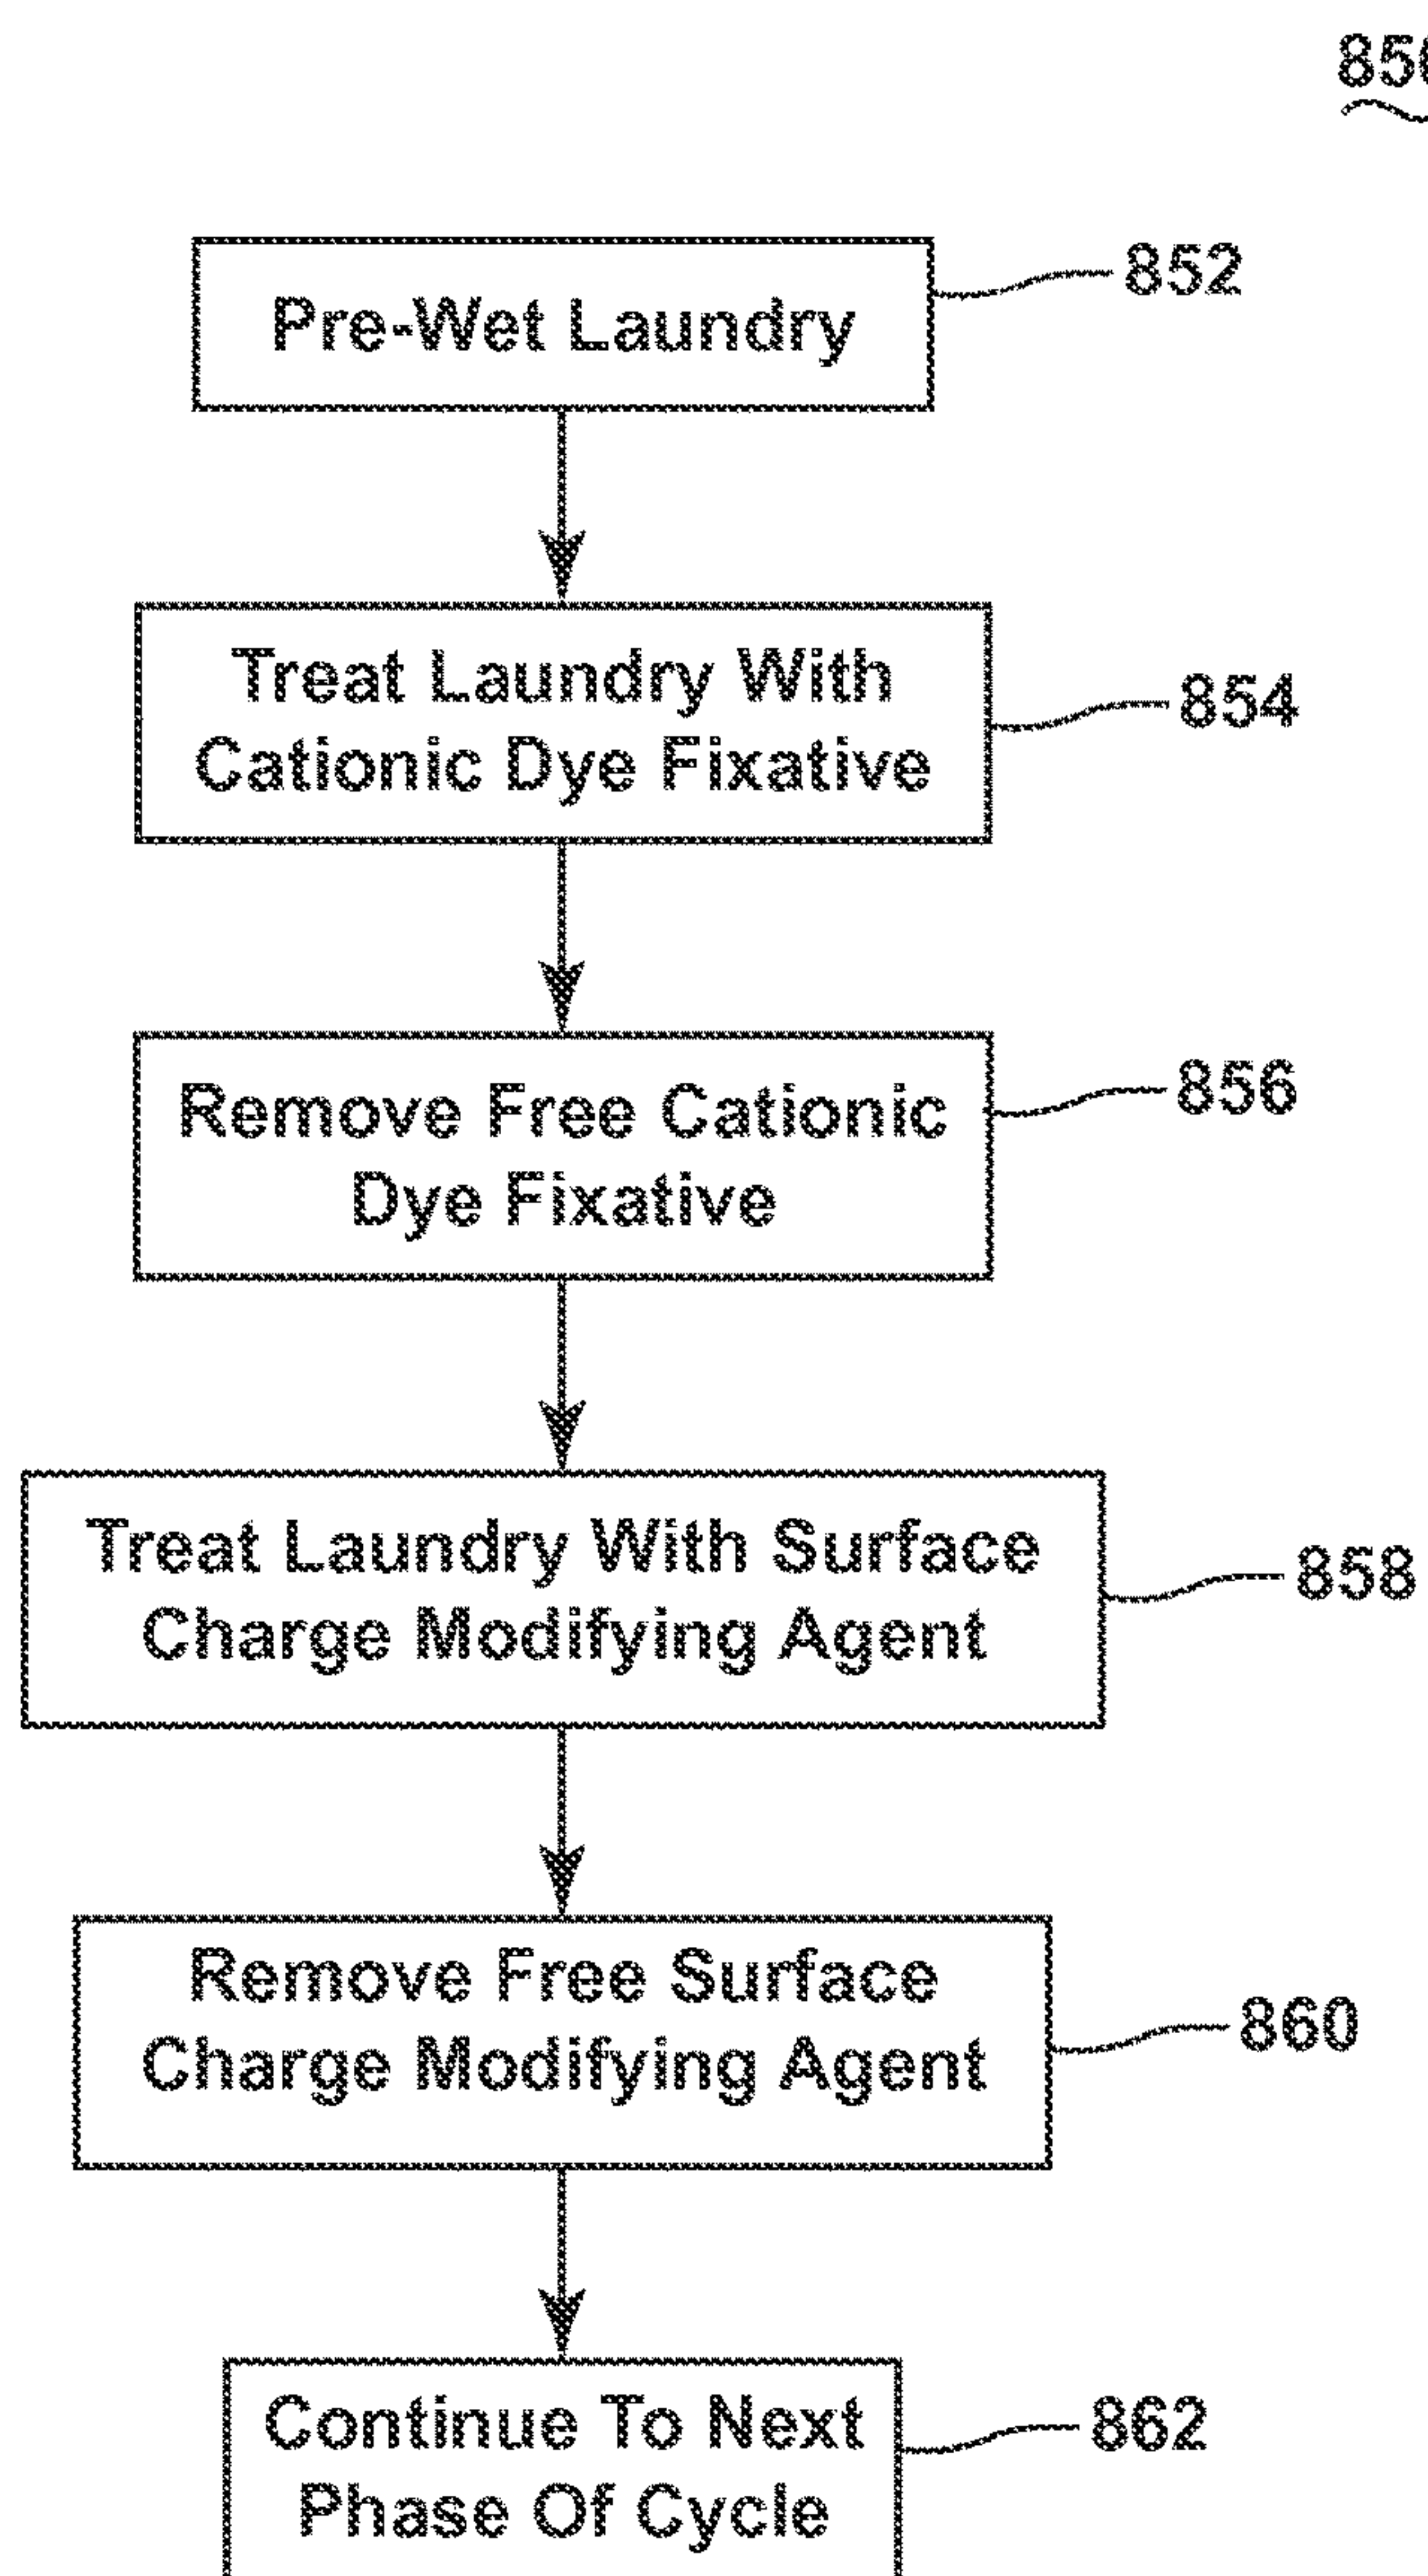 Pre-Wet Laundry
852
Treat Laundry With
Cationic Dye Fixative
854
Remove Free Cationic
Dye Fixative
856
Treat Laundry With Surface
Charge Modifying Agent
858
Remove Free Surface
Charge Modifying Agent
860
Continue To Next
Phase Of Cycle
862